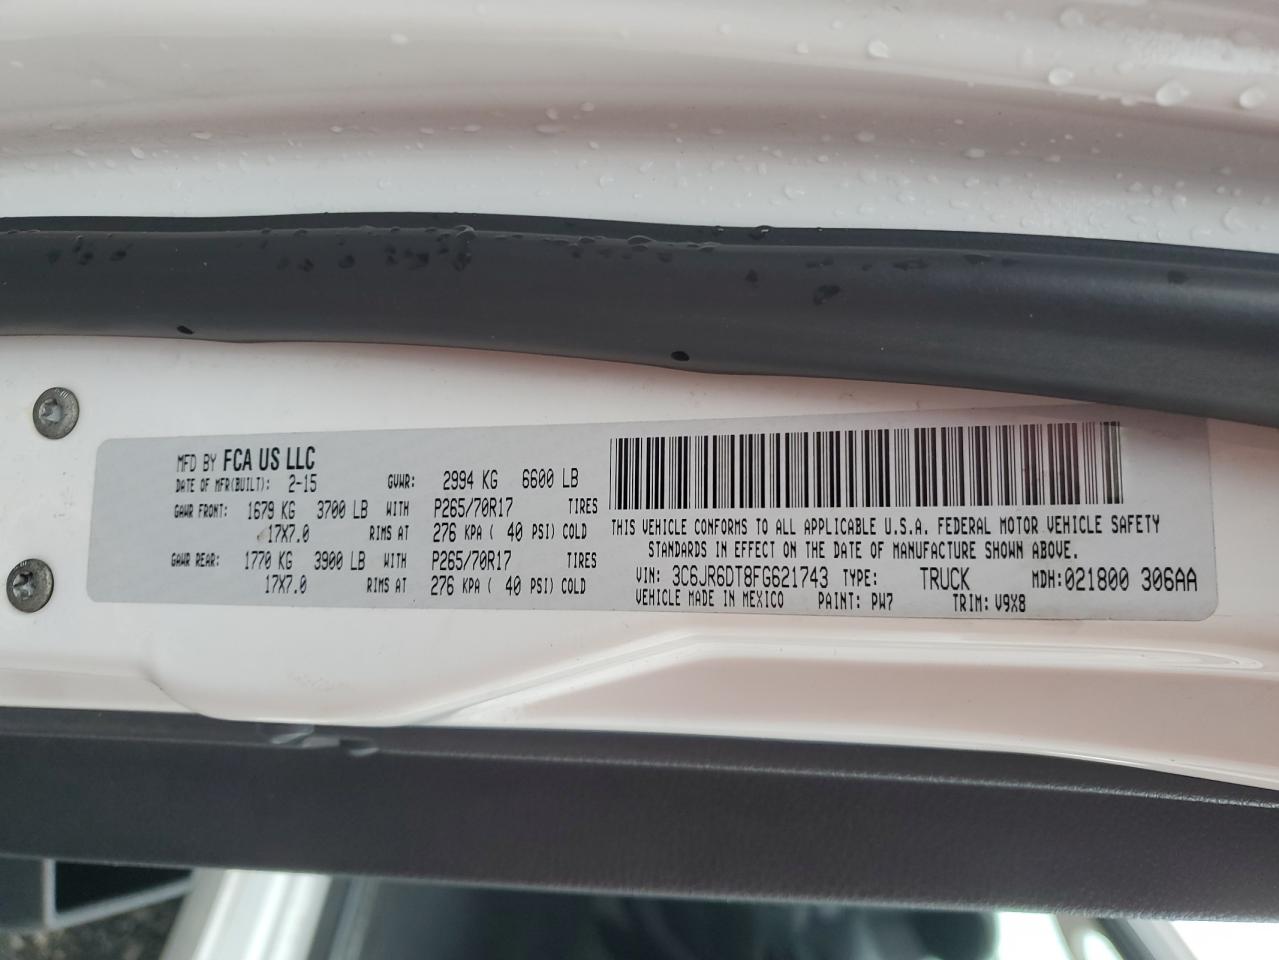 MFD BY FCA US LLC
DATE OF MFR(BUILT): 2-15 GVWR: 2994 KG 6600 LB
GAWR FRONT: 1679 KG 3700 LB WITH P265/70R17 TIRES
17X7.0 RIMS AT 276 KPA ( 40 PSI) COLD
GAWR REAR: 1770 KG 3900 LB WITH P265/70R17 TIRES
17X7.0 RIMS AT 276 KPA ( 40 PSI) COLD
THIS VEHICLE CONFORMS TO ALL APPLICABLE U.S.A. FEDERAL MOTOR VEHICLE SAFETY
STANDARDS IN EFFECT ON THE DATE OF MANUFACTURE SHOWN ABOVE.
VIN: 3C6JR6DT8FG621743 TYPE: TRUCK MDH:021800 306AA
VEHICLE MADE IN MEXICO PAINT: PW7 TRIM: V9X8